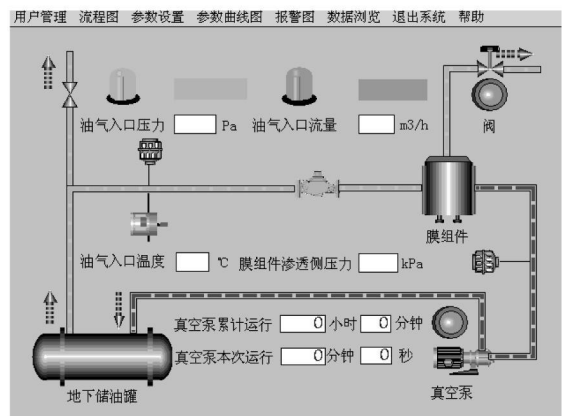 用户管理 流程图 参数设置 参数曲线图 报警图 数据浏览 退出系统 帮助
油气入口压力 Pa 油气入口流量 m3/h 阀
膜组件
油气入口温度 ℃ 膜组件渗透侧压力 kPa
真空泵累计运行 0 小时 0 分钟
真空泵本次运行 0 分钟 0 秒
地下储油罐 真空泵